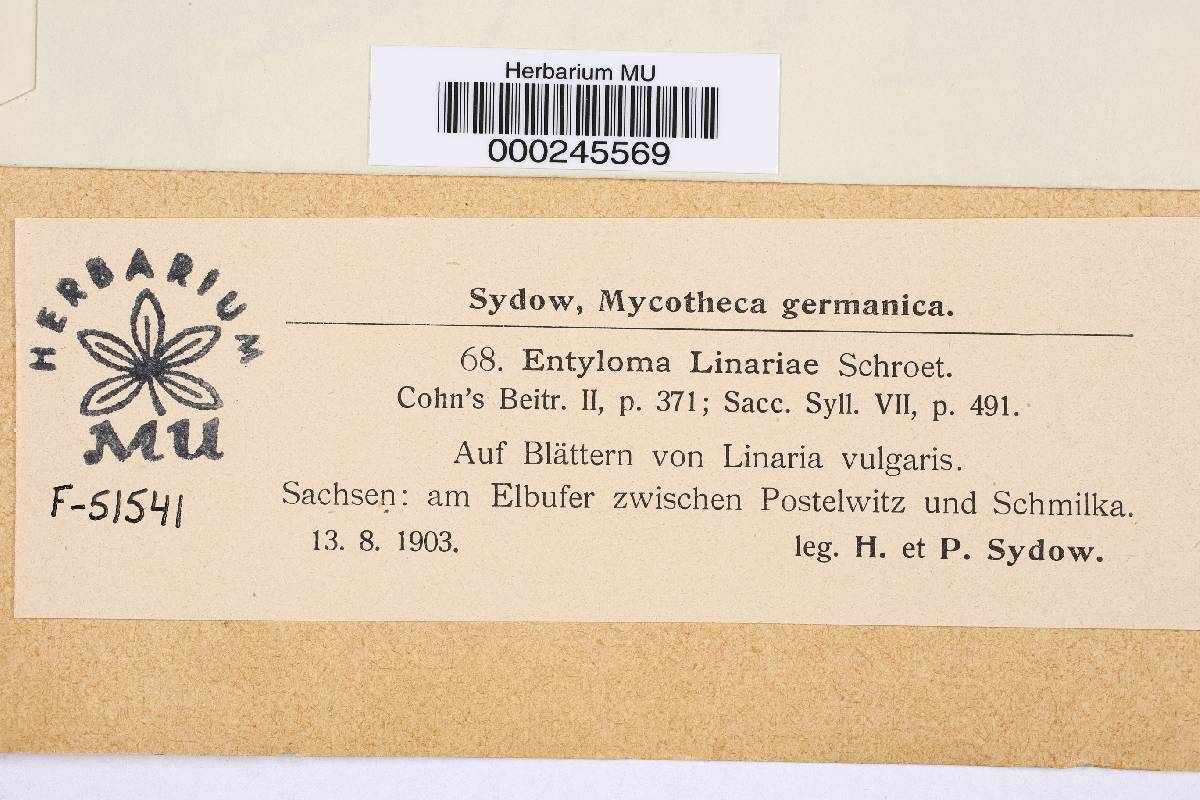 Herbarium MU
000245569
HERBARIUM
MU
F-51541
Sydow, Mycotheca germanica.
68. Entyloma Linariae Schroet.
Cohn's Beitr. II, p. 371; Sacc. Syll. VII, p. 491.
Auf Blättern von Linaria vulgaris.
Sachsen: am Elbufer zwischen Postelwitz und Schmilka.
13. 8. 1903. leg. H. et P. Sydow.